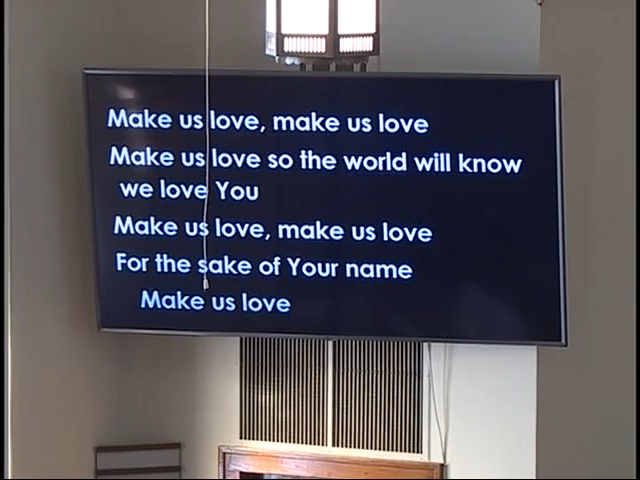 Make us love, make us love
Make us love so the world will know
we love You
Make us love, make us love
For the sake of Your name
Make us love